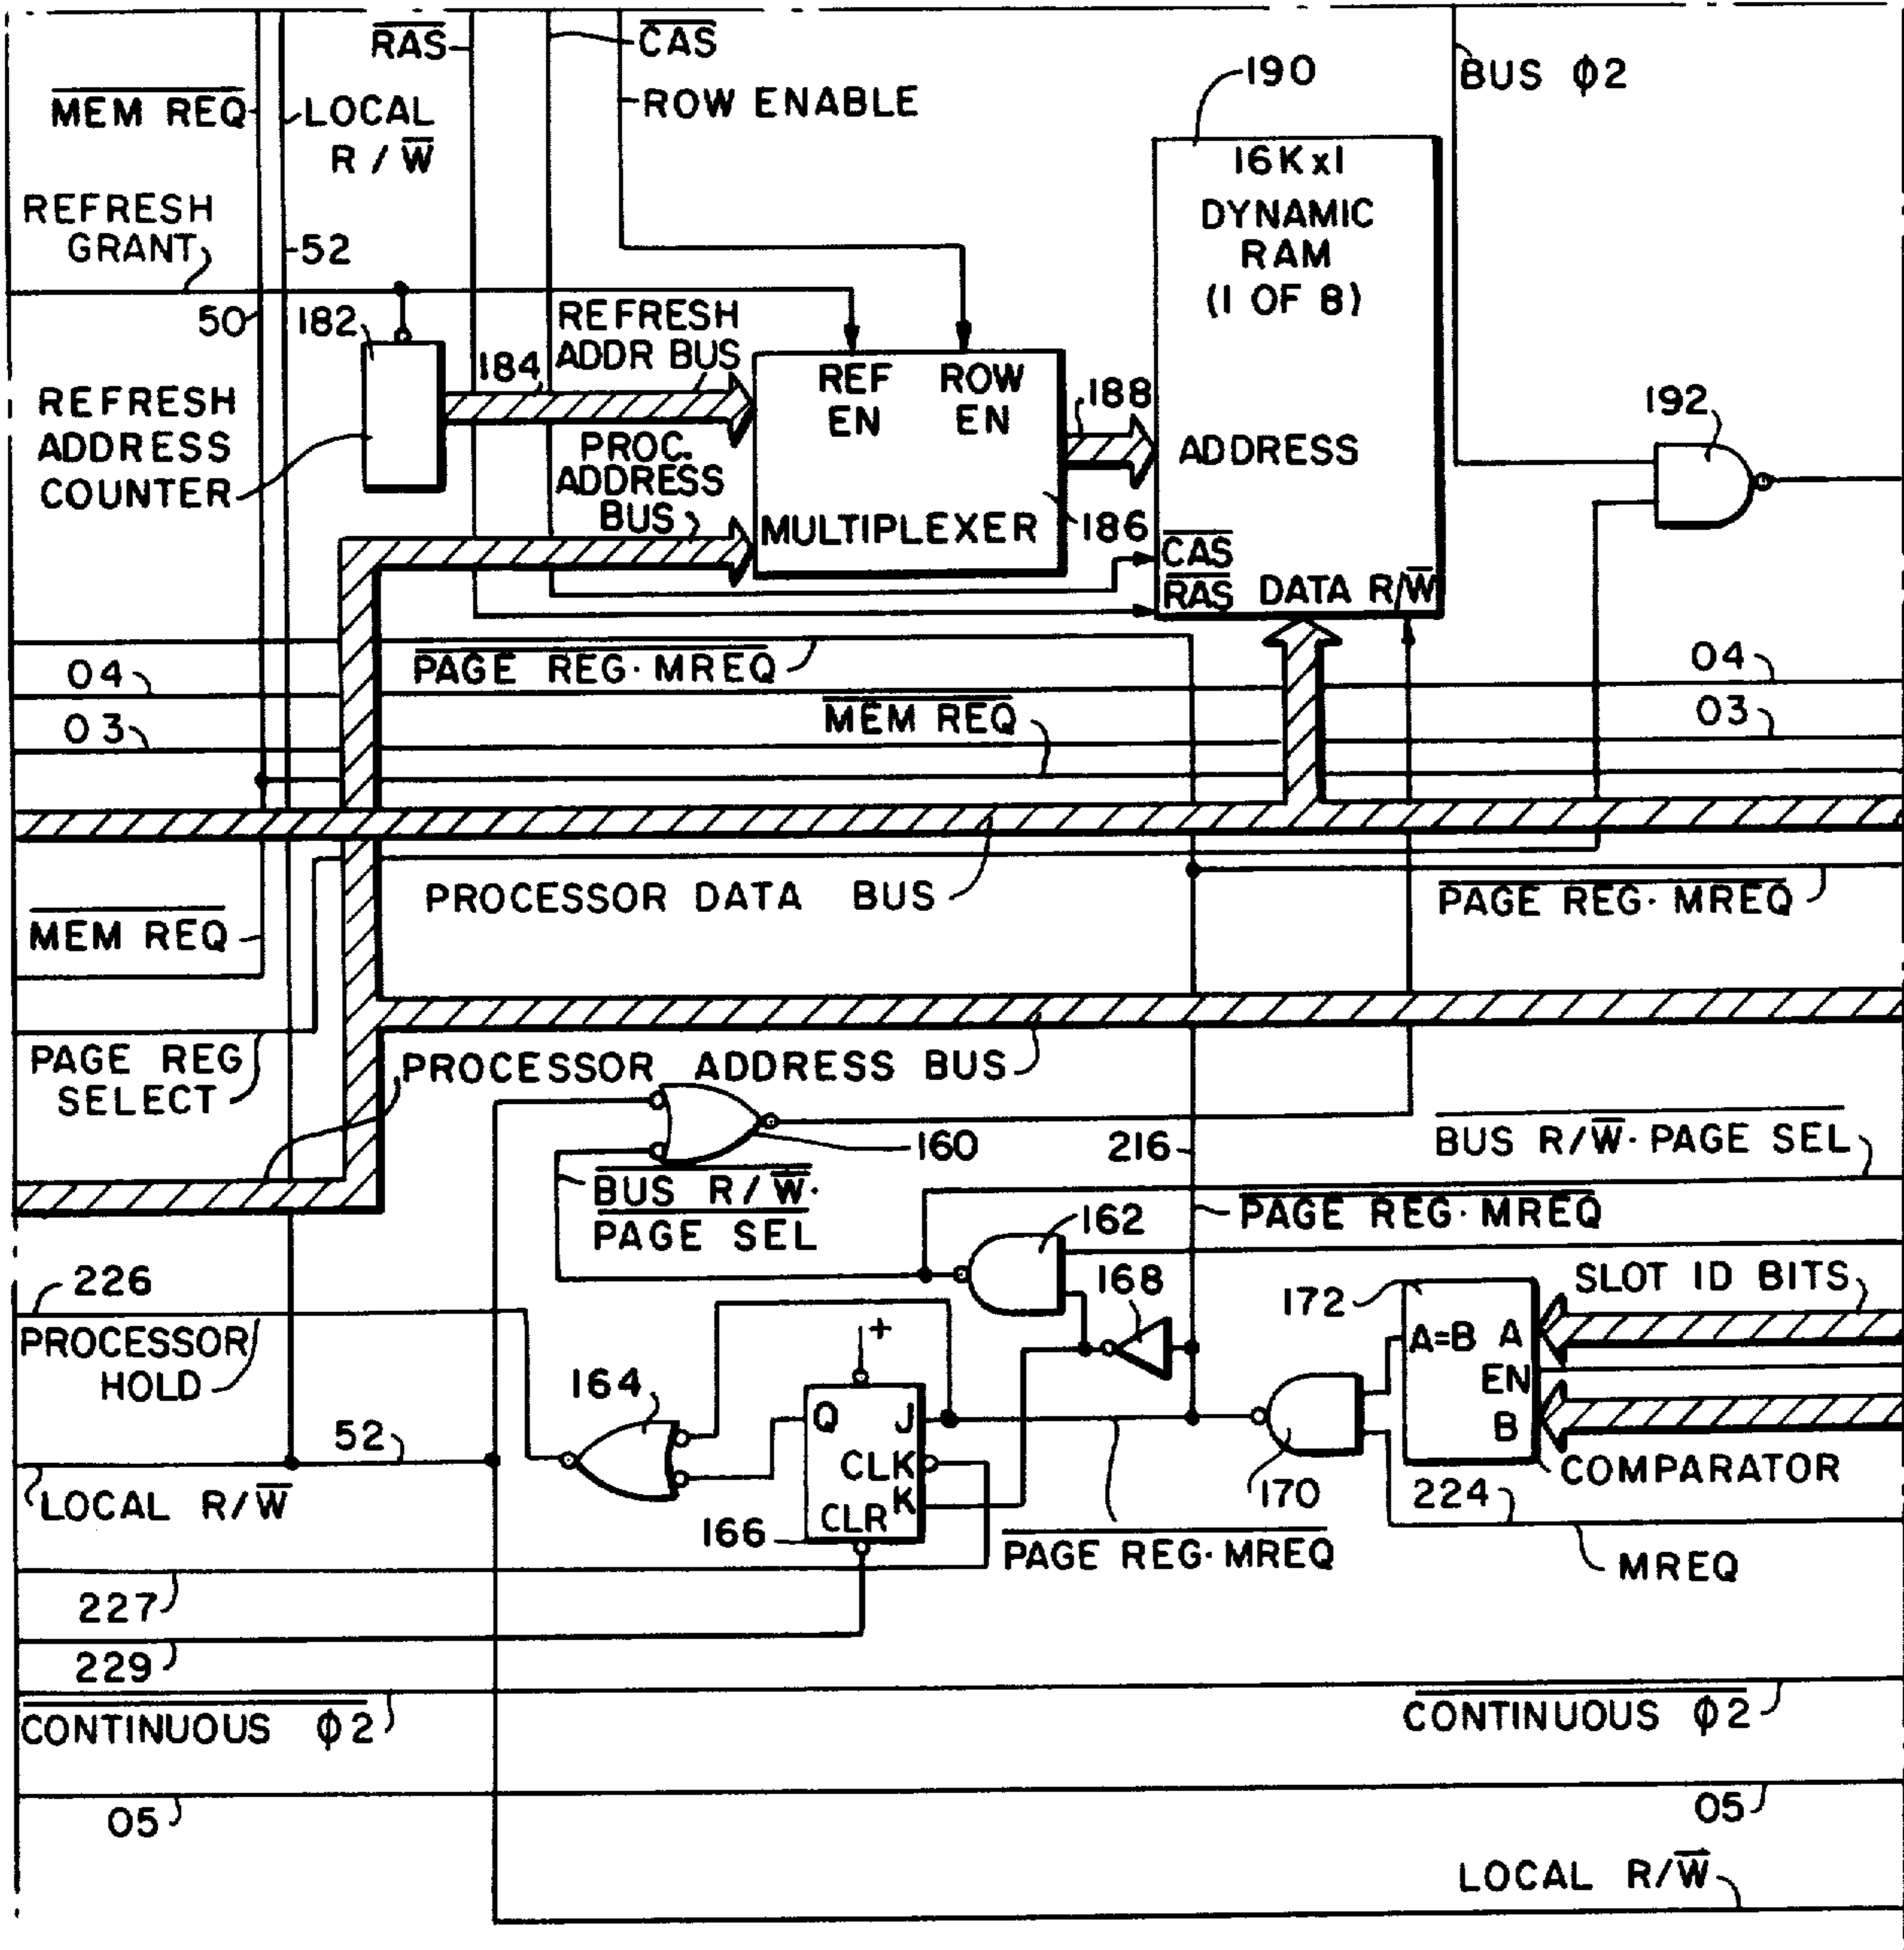 RAS
CAS
BUS ϕ2
190
MEM REQ
LOCAL
R / W
ROW ENABLE
16K x 1
DYNAMIC
RAM
(1 OF 8)
REFRESH
GRANT
52
50
182
REFRESH
ADDR BUS
184
REF
EN
ROW
EN
188
192
REFRESH
ADDRESS
COUNTER
PROC.
ADDRESS
BUS
ADDRESS
MULTIPLEXER
186
CAS
RAS
DATA R/W
PAGE REG·MREQ
04
04
03
MEM REQ
03
PROCESSOR DATA BUS
PAGE REG·MREQ
MEM REQ
PAGE REG
SELECT
PROCESSOR ADDRESS BUS
160
216
BUS R/W·PAGE SEL
BUS R/W·
PAGE SEL
PAGE REG·MREQ
162
226
168
SLOT ID BITS
172
PROCESSOR
HOLD
+
A=B A
EN
B
164
Q J
CLK
K
CLR
52
COMPARATOR
LOCAL R/W
170
224
166
PAGE REG·MREQ
MREQ
227
229
CONTINUOUS ϕ2
CONTINUOUS ϕ2
05
05
LOCAL R/W